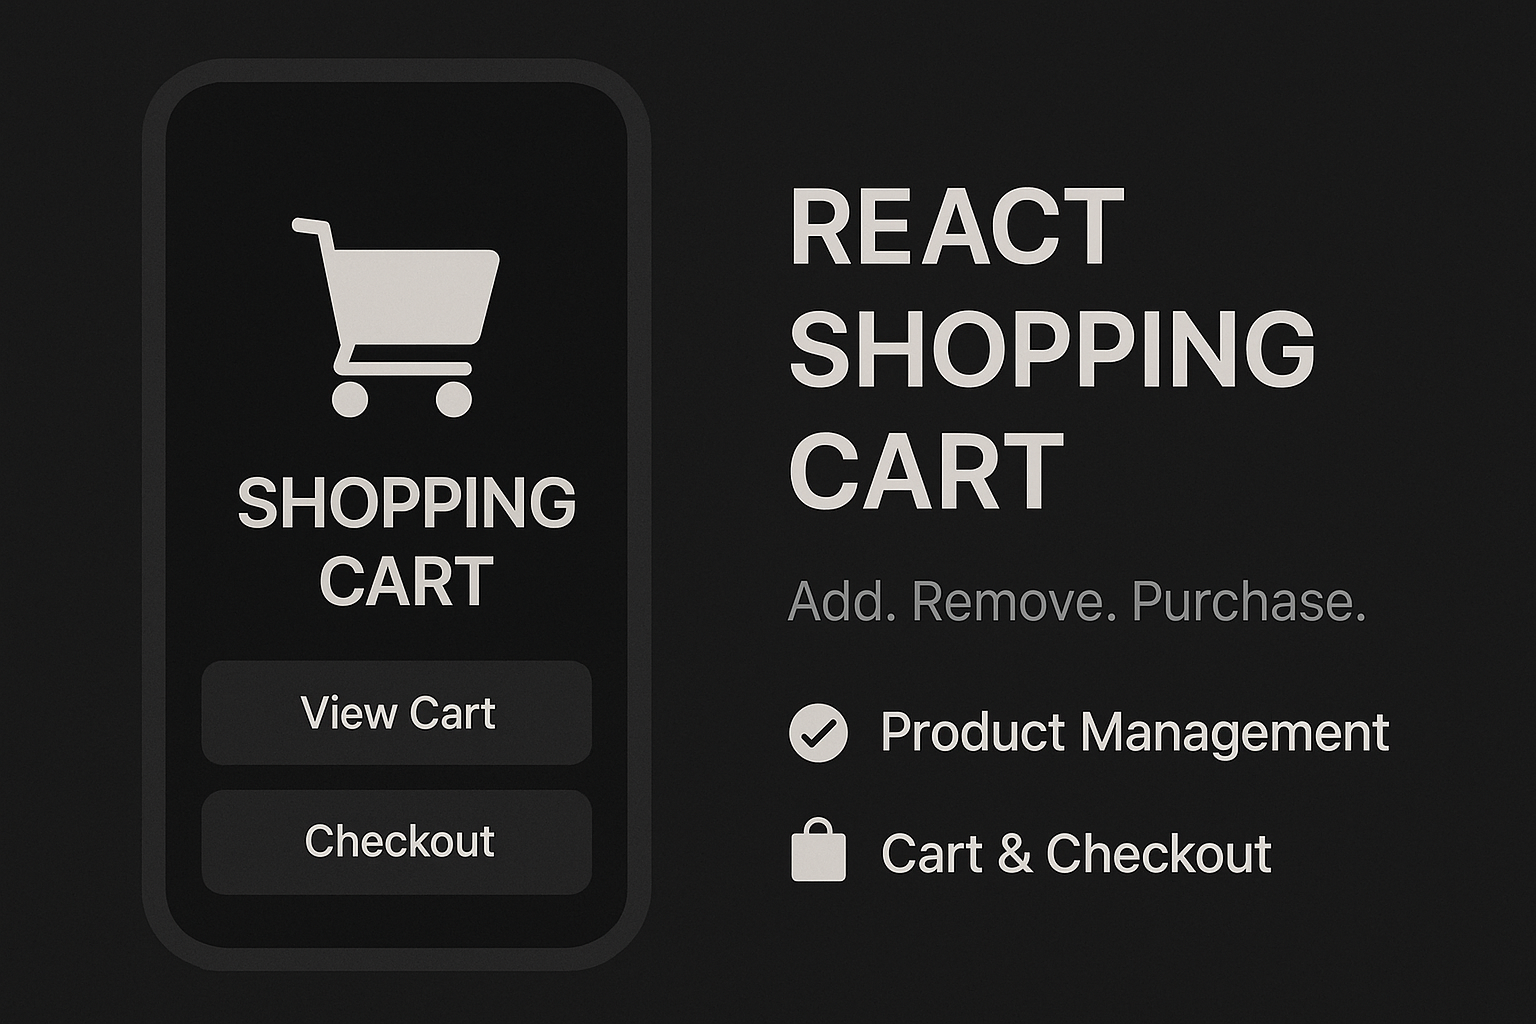 SHOPPING
CART
View Cart
Checkout
REACT
SHOPPING
CART
Add. Remove. Purchase.
Product Management
Cart & Checkout